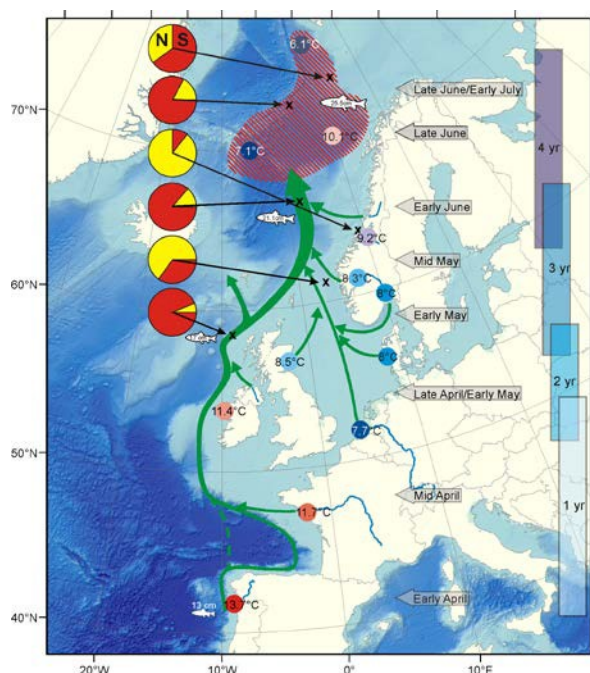 N S
6.1°C
Late June/Early July
70°N
10.1°C
Late June
7.1°C
4 yr
Early June
9.2°C
Mid May
60°N
8.3°C
8°C
3 yr
Early May
8.5°C
6°C
2 yr
Late April/Early May
11.4°C
7.7°C
50°N
Mid April
11.7°C
1 yr
13 cm
13.7°C
Early April
40°N
20°W
10°W
0°
10°E